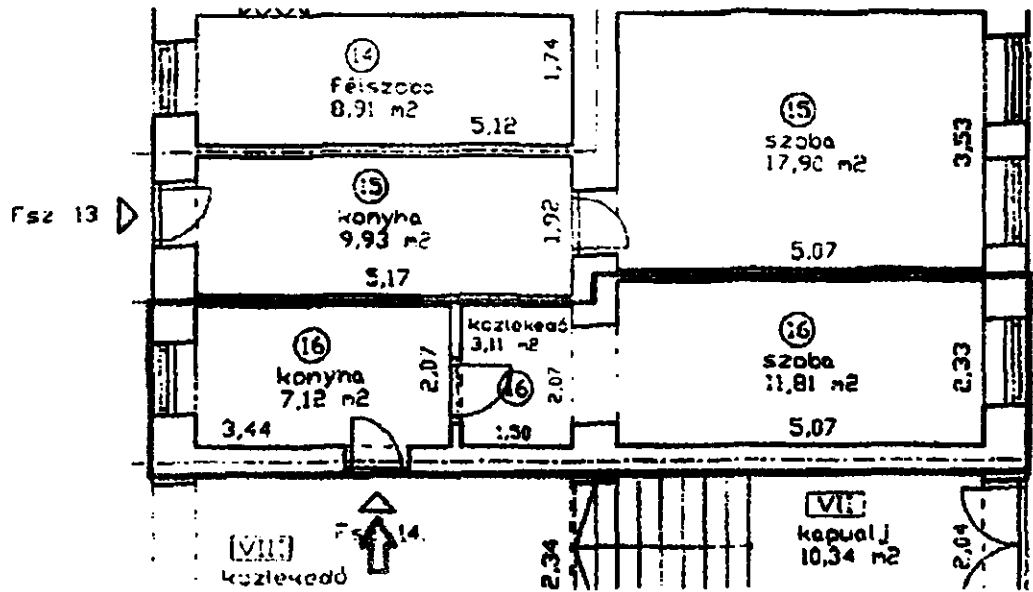 14
Félszoba
8,91 m2
1,74
5,12
15
szoba
17,90 m2
3,53
5.07
Fsz 13
15
konyha
9,93 m2
1,92
5,17
16
konyha
7,12 m2
2,07
3,44
közlekedő
3,11 m2
16
2,07
1,50
16
szoba
11,81 m2
2,33
5,07
VIII
közlekedő
14.
2,34
VII
kapualj
10,34 m2
2,04